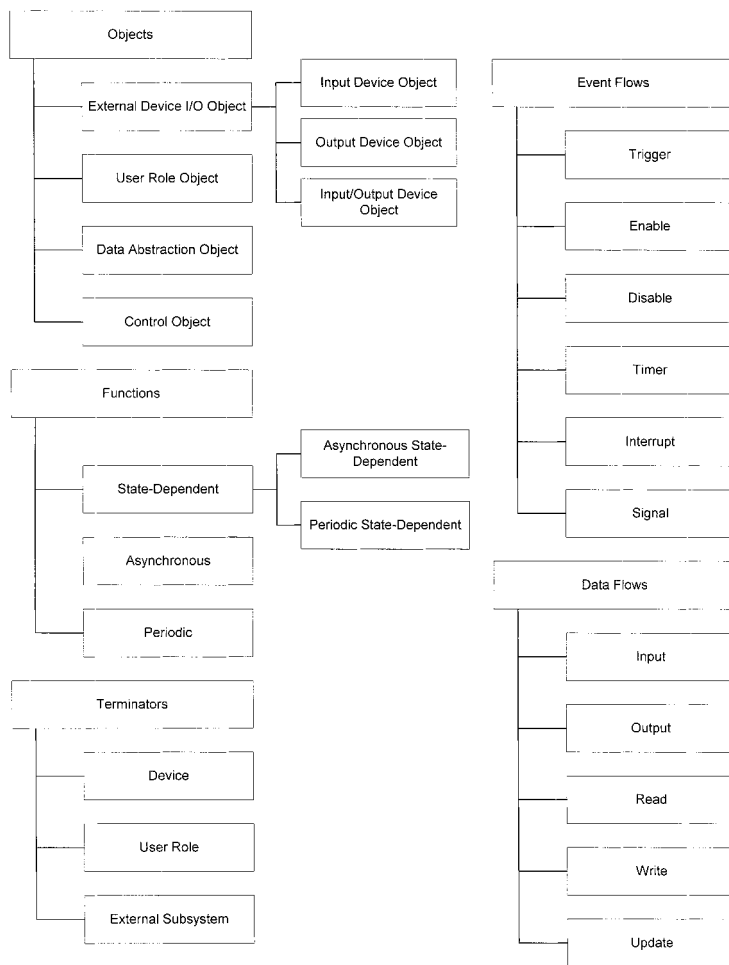 Objects
External Device I/O Object
Input Device Object
Output Device Object
Input/Output Device
Object
User Role Object
Data Abstraction Object
Control Object
Functions
State-Dependent
Asynchronous State-
Dependent
Periodic State-Dependent
Asynchronous
Periodic
Terminators
Device
User Role
External Subsystem
Event Flows
Trigger
Enable
Disable
Timer
Interrupt
Signal
Data Flows
Input
Output
Read
Write
Update